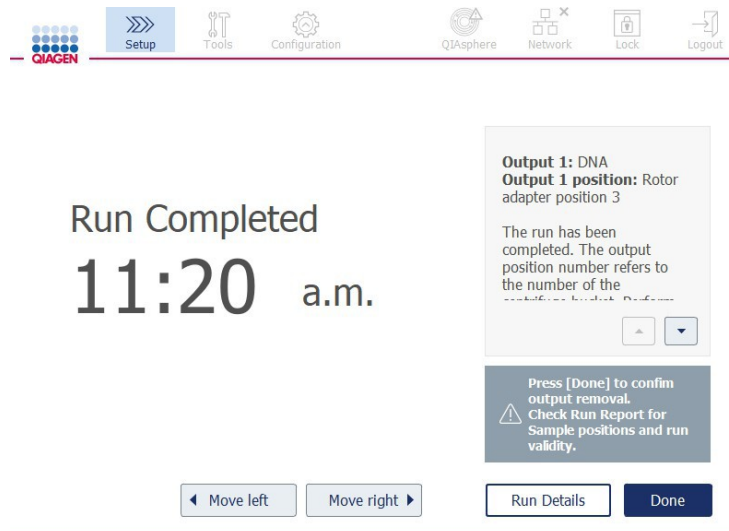 QIAGEN
Setup
Tools
Configuration
QIAsphere
Network
Lock
Logout
Run Completed
11:20 a.m.
Output 1: DNA
Output 1 position: Rotor
adapter position 3
The run has been
completed. The output
position number refers to
the number of the
Press [Done] to confim
output removal.
Check Run Report for
Sample positions and run
validity.
Move left
Move right
Run Details
Done